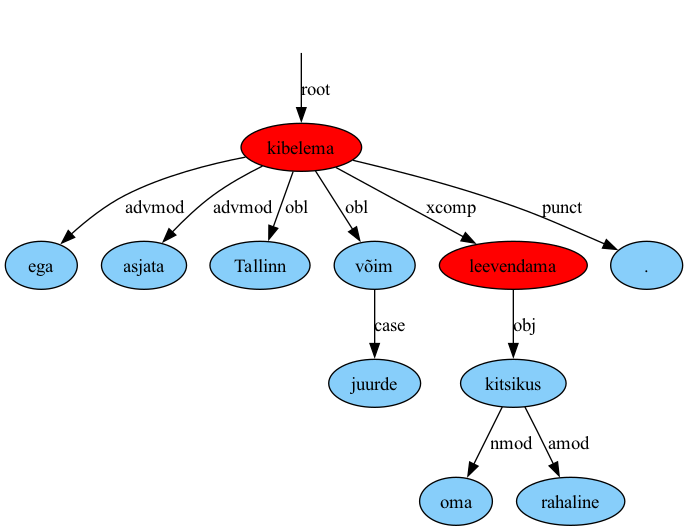 root
kibelema
advmod advmod obl obl xcomp punct
ega asjata Tallinn võim leevendama .
case obj
juurde kitsikus
nmod amod
oma rahaline